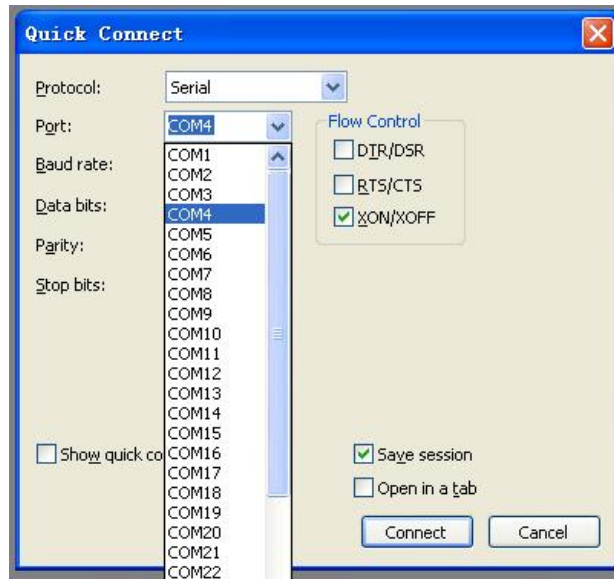 Quick Connect
Protocol: Serial
Port: COM4
Flow Control
DTR/DSR
RTS/CTS
XON/XOFF
Baud rate:
Data bits:
Parity:
Stop bits:
COM1
COM2
COM3
COM4
COM5
COM6
COM7
COM8
COM9
COM10
COM11
COM12
COM13
COM14
COM15
COM16
COM17
COM18
COM19
COM20
COM21
COM22
Show quick co
Save session
Open in a tab
Connect Cancel